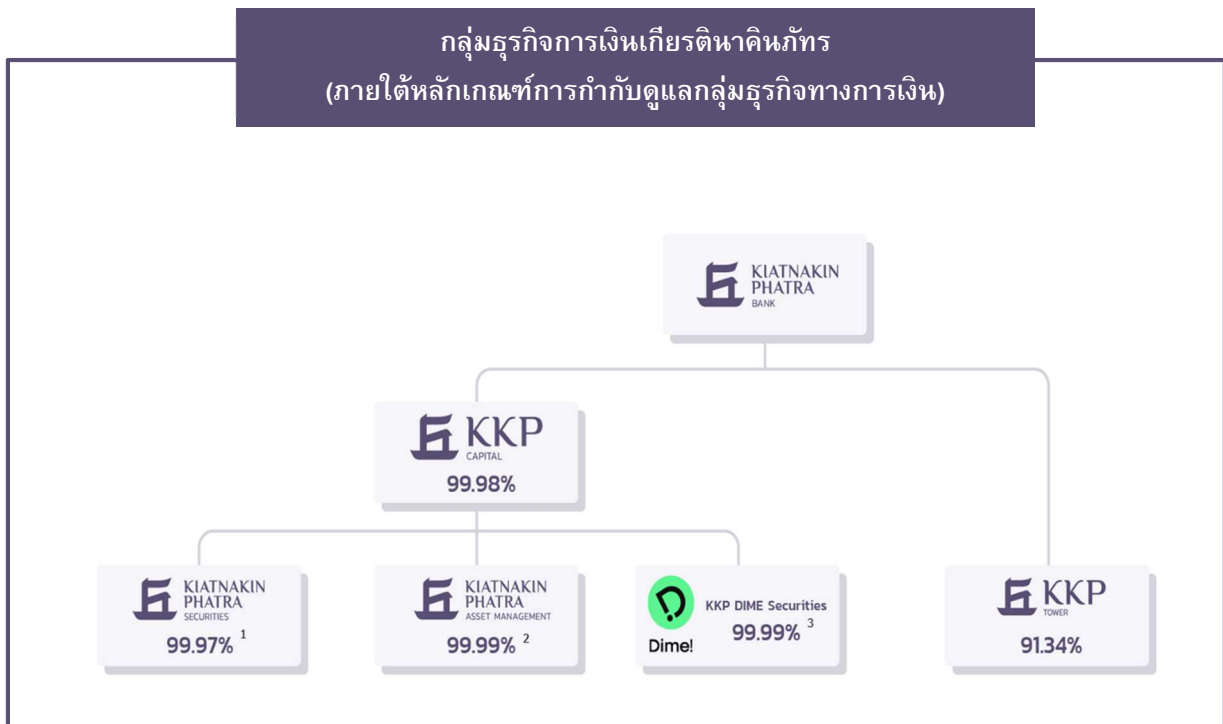 กลุ่มธุรกิจการเงินเกียรตินาคินภัทร
(ภายใต้หลักเกณฑ์การกำกับดูแลกลุ่มธุรกิจทางการเงิน)
KIATNAKIN
PHATRA
BANK
KKP
CAPITAL
99.98%
KIATNAKIN
PHATRA
SECURITIES
99.97% 1
KIATNAKIN
PHATRA
ASSET MANAGEMENT
99.99% 2
Dime!
KKP DIME Securities
99.99% 3
KKP
TOWER
91.34%